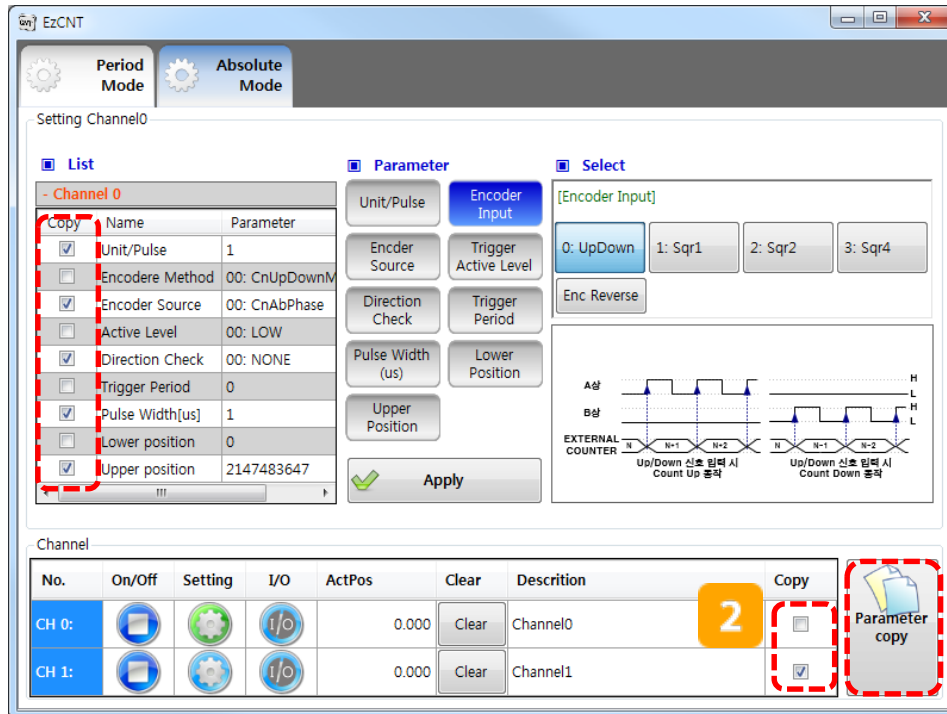 EzCNT
Period
Mode
Absolute
Mode
Setting Channel0
List
- Channel 0
Copy Name Parameter
Unit/Pulse 1
Encodere Method 00: CnUpDownM
Encoder Source 00: CnAbPhase
Active Level 00: LOW
Direction Check 00: NONE
Trigger Period 0
Pulse Width[us] 1
Lower position 0
Upper position 2147483647
Parameter
Unit/Pulse
Encoder
Input
Encder
Source
Trigger
Active Level
Direction
Check
Trigger
Period
Pulse Width
(us)
Lower
Position
Upper
Position
Apply
Select
[Encoder Input]
0: UpDown
1: Sqr1
2: Sqr2
3: Sqr4
Enc Reverse
A상
H
L
B상
H
L
EXTERNAL
COUNTER
N N+1 N+2
N N-1 N-2
Up/Down 신호 입력 시
Count Up 동작
Up/Down 신호 입력 시
Count Down 동작
Channel
No. On/Off Setting I/O ActPos Clear Descrition Copy
CH 0: I/O 0.000 Clear Channel0
CH 1: I/O 0.000 Clear Channel1
2
Parameter
copy